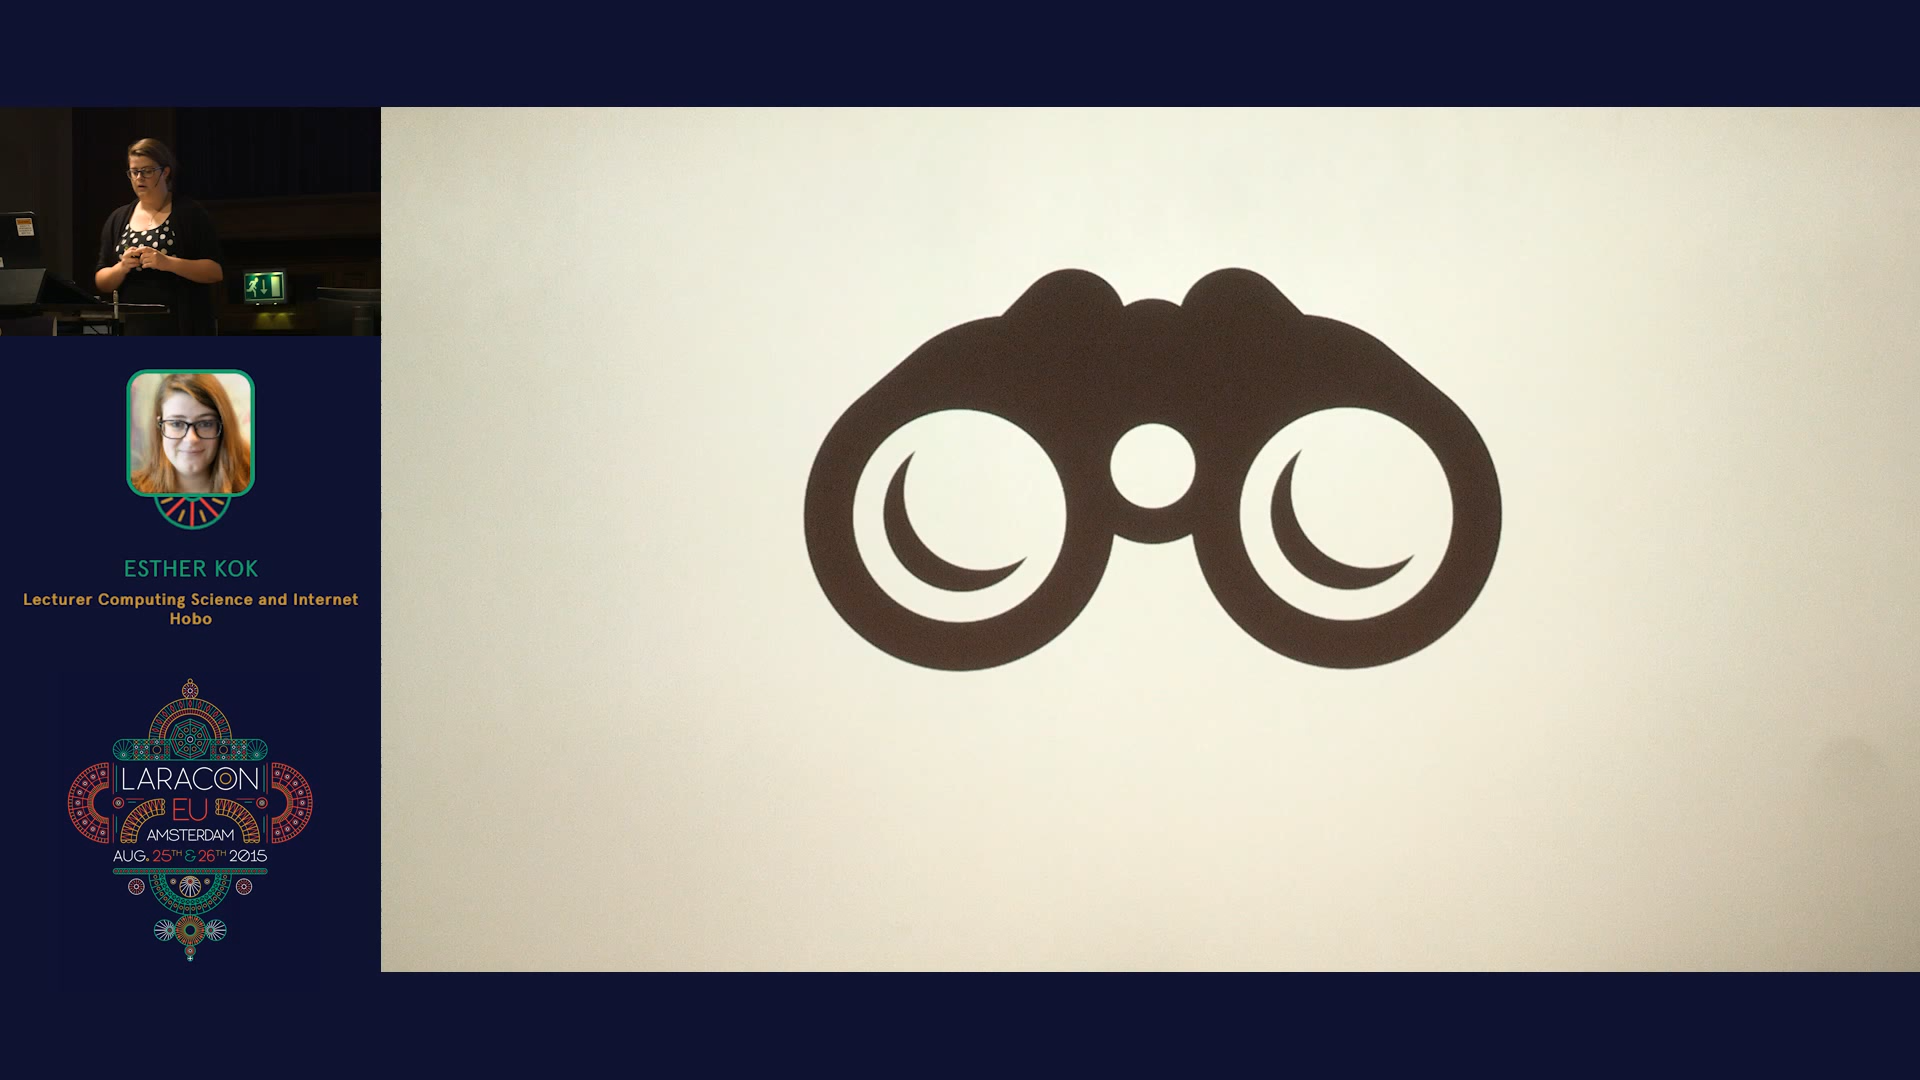 ESTHER KOK
Lecturer Computing Science and Internet
Hobo
LARACON
EU
AMSTERDAM
AUG. 25TH & 26TH 2015